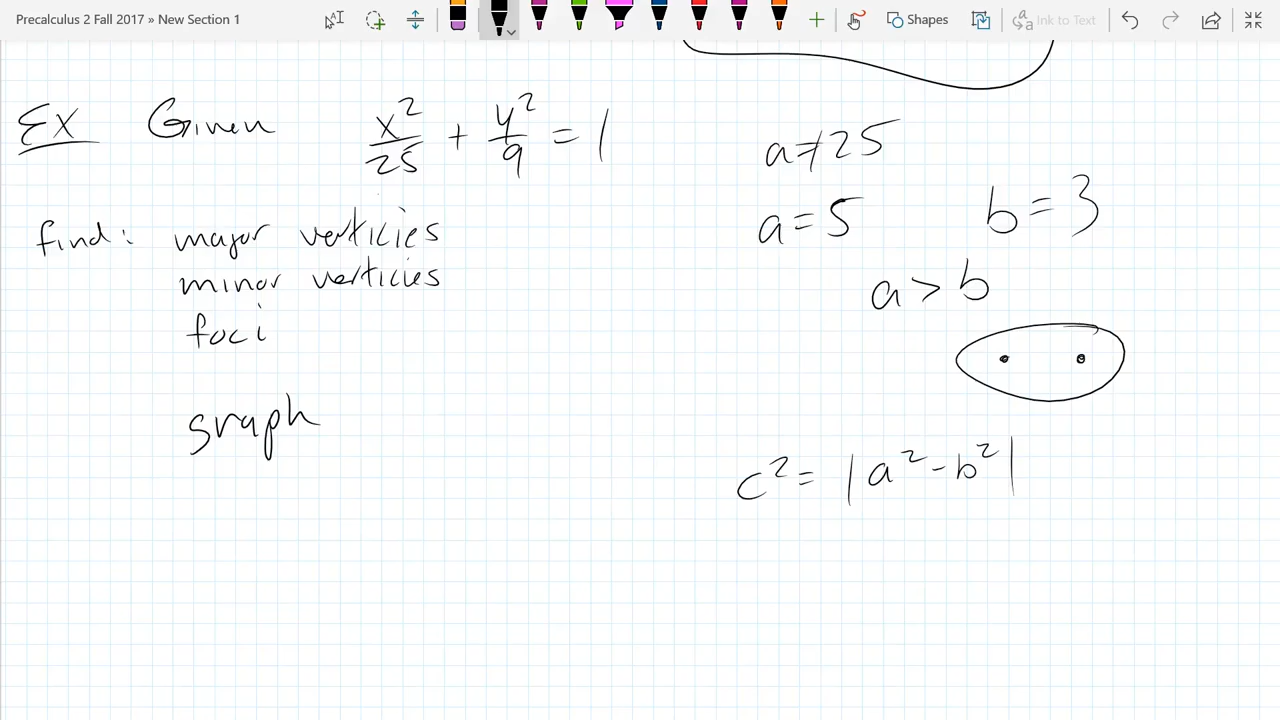 Precalculus 2 Fall 2017 » New Section 1
Shapes
Ink to Text
Ex Given x²/25 + y²/9 = 1
find: major verticies
minor verticies
foci
graph
a≠25
a=5 b=3
a>b
c² = |a²-b²|